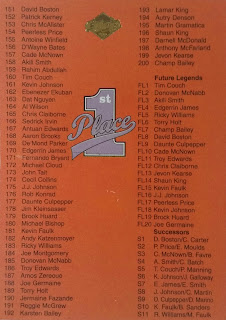 153 David Boston
154 Patrick Kerney
155 Chris McAlister
154 Peerless Price
156 Antoine Winfield
156 D'Wayne Bates
157 Mike Cloud
158 Akili Smith
159 Rahim Abdullah
160 Tim Couch
161 Kevin Johnson
162 Ebenezer Ekuban
163 Dat Nguyen
164 Al Wilson
165 Chris Claiborne
166 Sedrick Irvin
167 Antuan Edwards
168 Aaron Brooks
169 De'Mond Parker
170 Edgerrin James
171 Fernando Bryant
172 Michael Cloud
173 John Tait
174 Cecil Collins
175 J.J. Johnson
176 Rob Konrad
177 Daunte Culpepper
178 Jim Kleinsasser
179 Brock Huard
180 Michael Bishop
181 Kevin Faulk
182 Andy Katzenmoyer
183 Ricky Williams
184 Joe Montgomery
185 Donovan McNabb
186 Troy Edwards
187 Amos Zereoue
188 Joe Germaine
189 Torry Holt
190 Jermaine Fazande
191 Reggie McGrew
192 Karsten Bailey
1st Place
193 Lamar King
194 Autry Denson
195 Martin Gramatica
196 Shaun King
197 Darnell McDonald
198 Anthony McFarland
199 Jevon Kearse
200 Champ Bailey
Future Legends
FL1 Tim Couch
FL2 Donovan McNabb
FL3 Akili Smith
FL4 Edgerrin James
FL5 Ricky Williams
FL6 Torry Holt
FL7 Champ Bailey
FL8 David Boston
FL9 Daunte Culpepper
FL10 Cade McNown
FL11 Troy Edwards
FL12 Chris Claiborne
FL13 Jevon Kearse
FL14 Shaun King
FL15 Kevin Faulk
FL16 J.J. Johnson
FL17 Peerless Price
FL18 Kevin Johnson
FL19 Brock Huard
FL20 Joe Germaine
Successors
S1 D. Boston/C. Carter
S2 P. Price/E. Moulds
S3 C. McNown/B. Favre
S4 A. Smith/C. Batch
S5 T. Couch/P. Manning
S6 K. Johnson/J. Galloway
S7 E. James/E. Smith
S8 J. Johnson/C. Martin
S9 D. Culpepper/D. Marino
S10 K. Faulk/B. Sanders
S11 R. Williams/M. Faulk